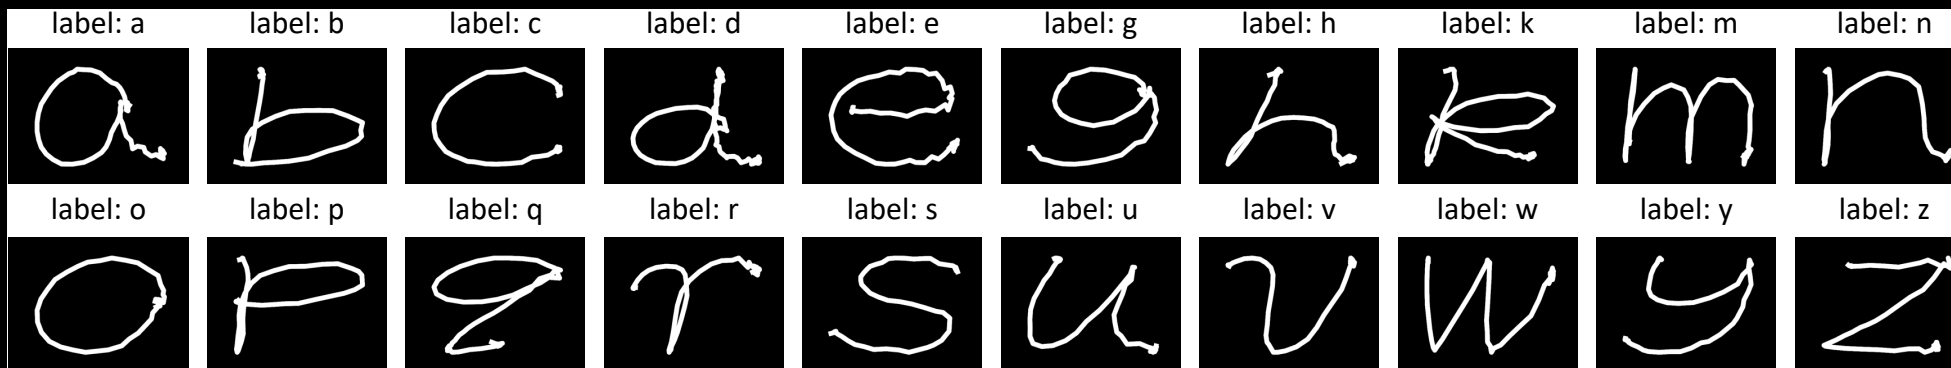 label: a label: b label: c label: d label: e label: g label: h label: k label: m label: n
a b c d e g h k m n
label: o label: p label: q label: r label: s label: u label: v label: w label: y label: z
o p q r s u v w y z